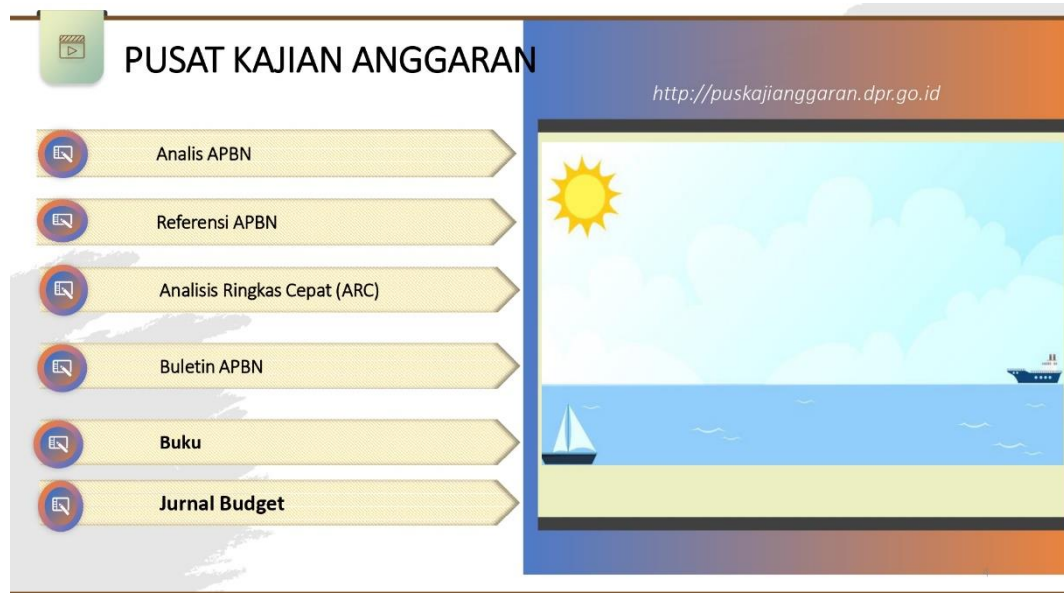 PUSAT KAJIAN ANGGARAN
http://puskajianggaran.dpr.go.id
Analis APBN
Referensi APBN
Analisis Ringkas Cepat (ARC)
Buletin APBN
Buku
Jurnal Budget